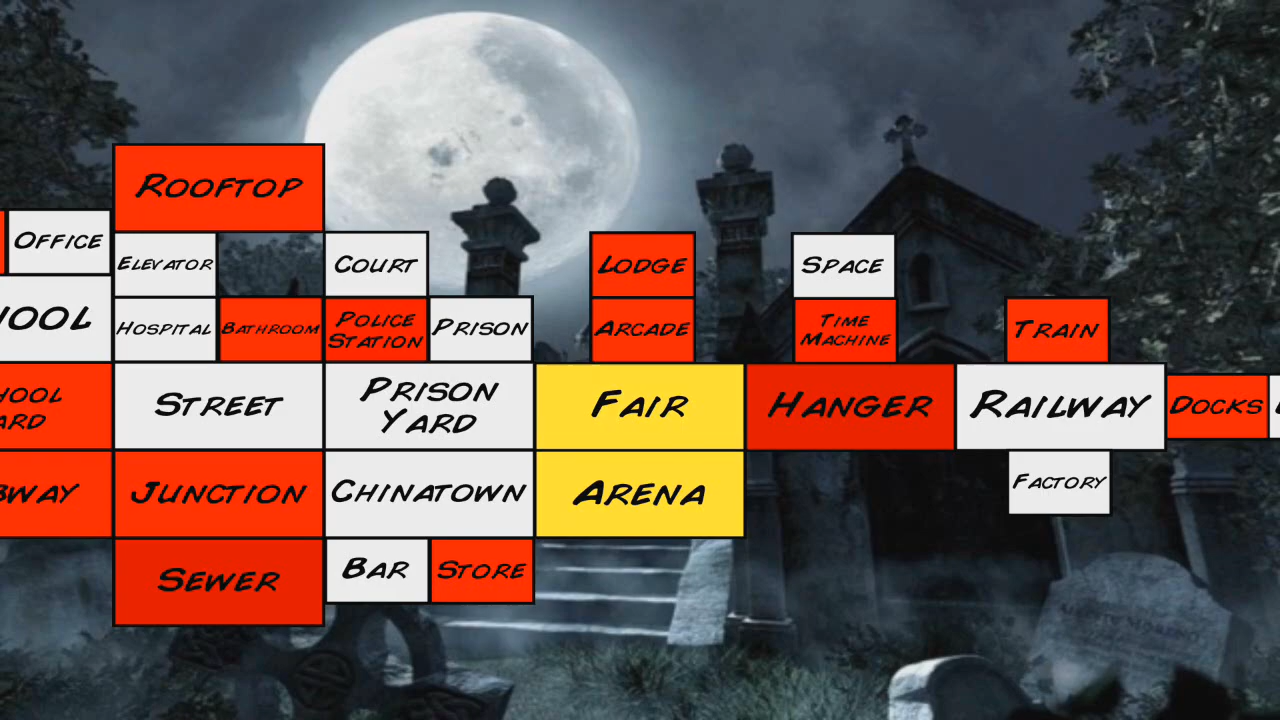 Rooftop
Office
Elevator
Court
Lodge
Space
Hospital
Bathroom
Police
Station
Prison
Arcade
Time
Machine
Train
Street
Prison
Yard
Fair
Hanger
Railway
Docks
Junction
Chinatown
Arena
Factory
Sewer
Bar
Store